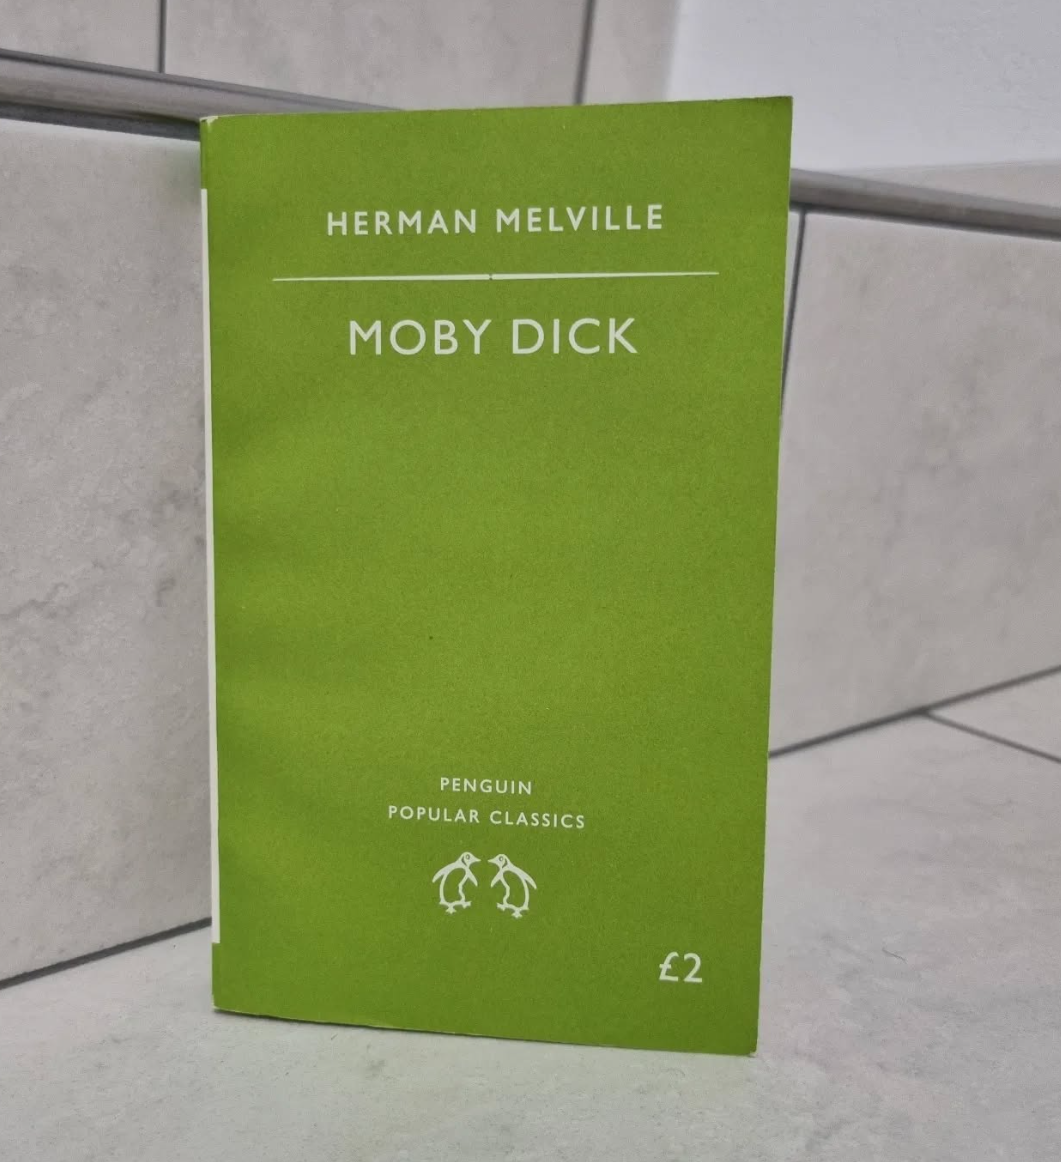 HERMAN MELVILLE
MOBY DICK
PENGUIN
POPULAR CLASSICS
£2